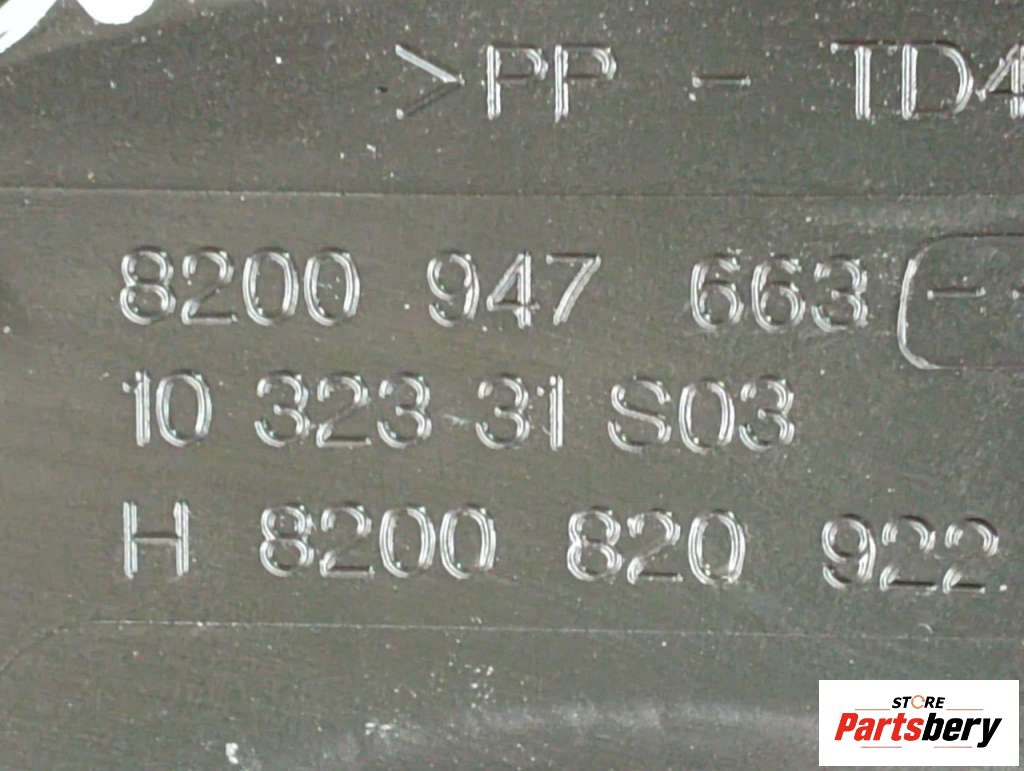 >PP - TD4
8200 947 663
10 323 31 S03
H 8200 820 922
STORE
Partsbery